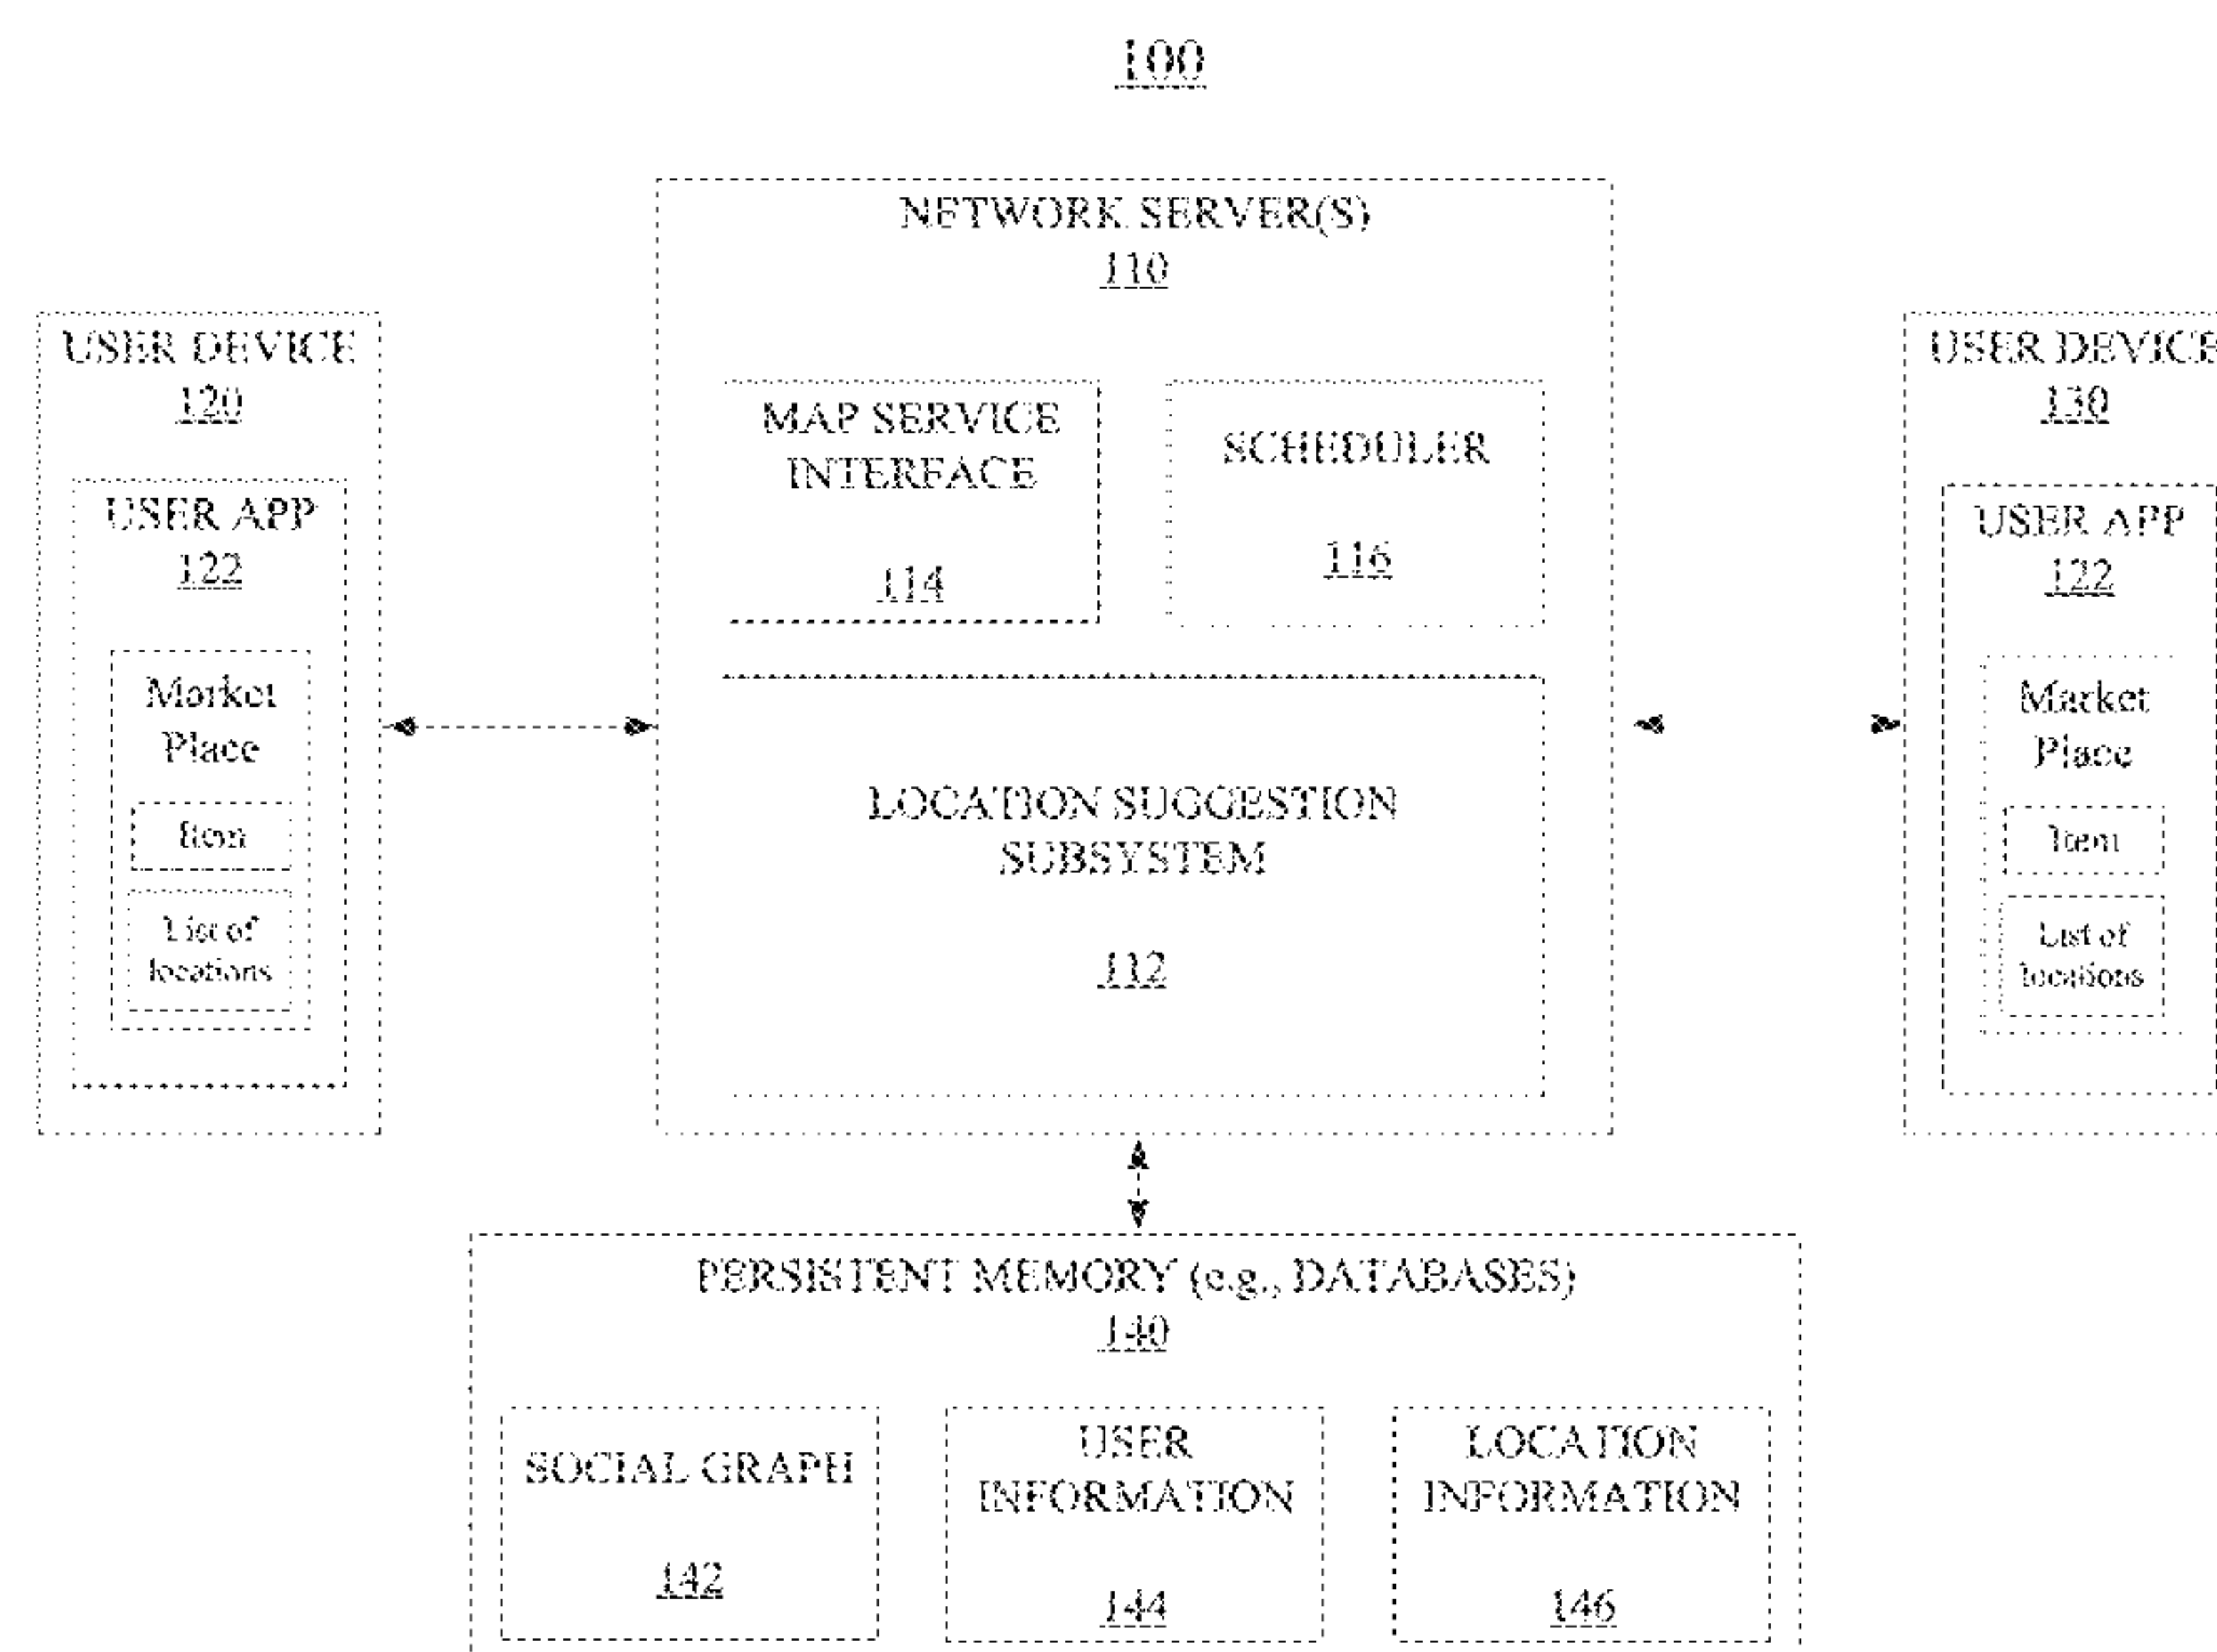 100
NETWORK SERVER(S)
110
USER DEVICE
120
USER APP
122
Market
Place
Item
List of
locations
MAP SERVICE
INTERFACE
114
SCHEDULER
116
LOCATION SUGGESTION
SUBSYSTEM
112
USER DEVICE
130
USER APP
122
Market
Place
Item
List of
locations
PERSISTENT MEMORY (e.g., DATABASES)
140
SOCIAL GRAPH
142
USER
INFORMATION
144
LOCATION
INFORMATION
146